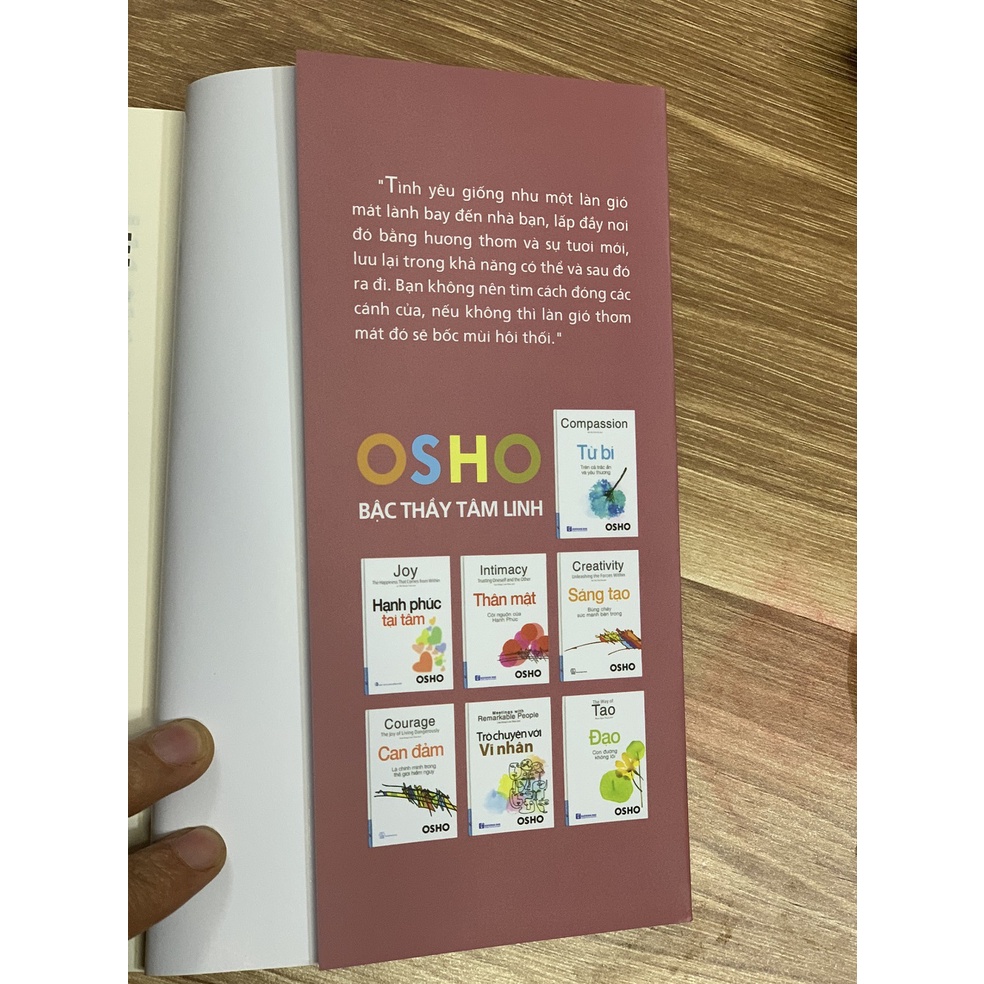 "Tình yêu giống như một làn gió
mát lành bay đến nhà bạn, lấp đầy nơi
đó bằng hương thơm và sự tươi mới,
lưu lại trong khả năng có thể và sau đó
ra đi. Bạn không nên tìm cách đóng các
cánh cửa, nếu không thì làn gió thơm
mát đó sẽ bốc mùi hôi thối."
OSHO
BẬC THẦY TÂM LINH
Compassion
Từ bi
Trên cả trắc ẩn
và yêu thương
OSHO
Joy
The Happiness That Comes from Within
Hạnh phúc
tại tâm
OSHO
Intimacy
Trusting Oneself and the Other
Thân mật
Cội nguồn của
Hạnh Phúc
OSHO
Creativity
Unleashing the Forces Within
Sáng tạo
Bừng cháy
sức mạnh bên trong
OSHO
Courage
The Joy of Living Dangerously
Can đảm
Là chính mình trong
thế giới hiểm nguy
OSHO
Meetings with
Remarkable People
Trò chuyện với
Vĩ nhân
OSHO
The Way of
Tao
Đạo
Con đường
không lối
OSHO